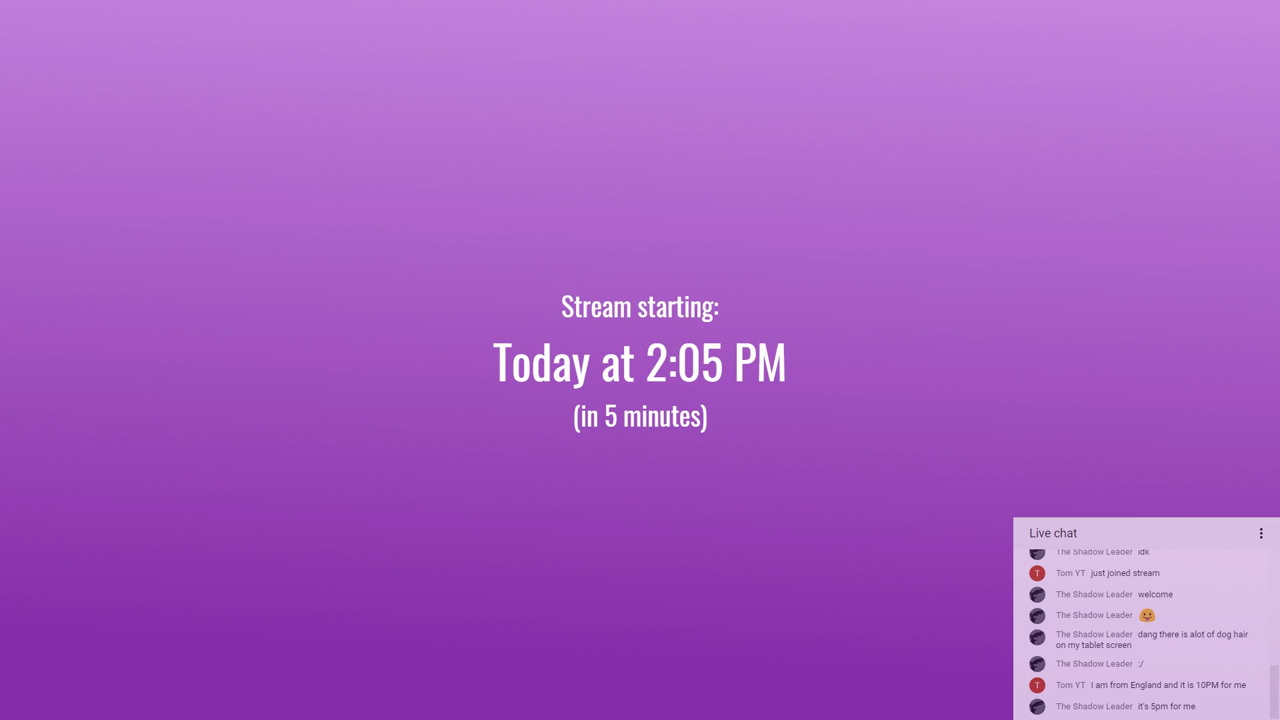 Stream starting:
Today at 2:05 PM
(in 5 minutes)
Live chat
The Shadow Leader idk
T Tom YT just joined stream
The Shadow Leader welcome
The Shadow Leader
The Shadow Leader dang there is alot of dog hair
on my tablet screen
The Shadow Leader :/
T Tom YT I am from England and it is 10PM for me
The Shadow Leader it's 5pm for me